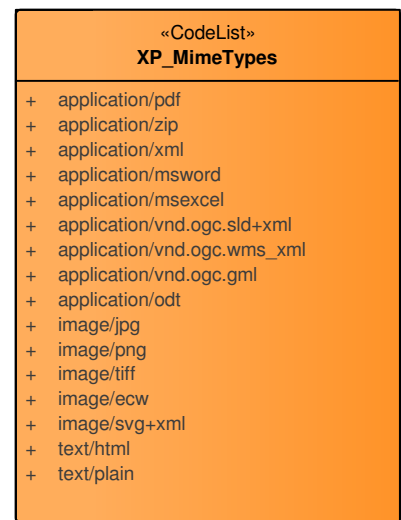 «CodeList»
XP_MimeTypes
+ application/pdf
+ application/zip
+ application/xml
+ application/msword
+ application/msexcel
+ application/vnd.ogc.sld+xml
+ application/vnd.ogc.wms_xml
+ application/vnd.ogc.gml
+ application/odt
+ image/jpg
+ image/png
+ image/tiff
+ image/ecw
+ image/svg+xml
+ text/html
+ text/plain